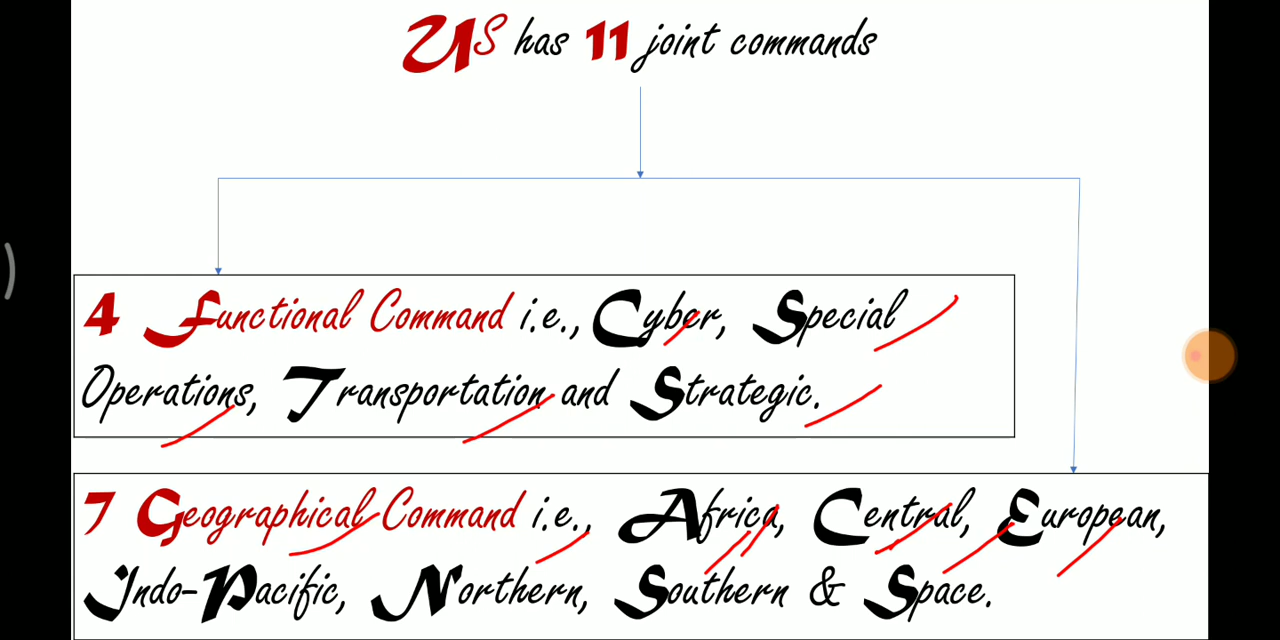 US has 11 joint commands
4 Functional Command i.e., Cyber, Special
Operations, Transportation and Strategic.
7 Geographical Command i.e., Africa, Central, European,
Indo-Pacific, Northern, Southern & Space.